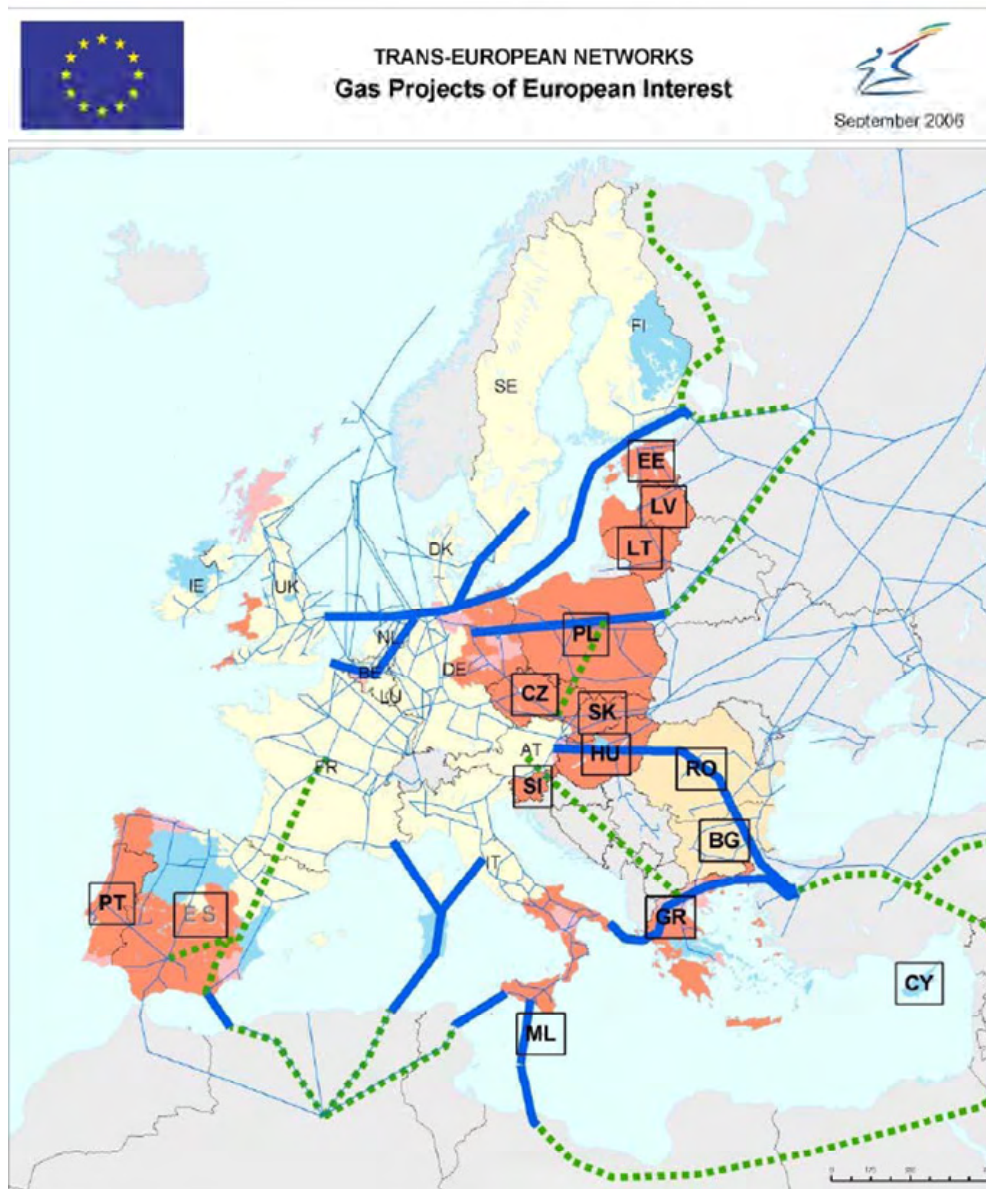 TRANS-EUROPEAN NETWORKS
Gas Projects of European Interest
September 2006
FI
SE
EE
LV
LT
DK
IE
UK
NL
PL
BE
DE
LU
CZ
SK
AT
HU
FR
SI
RO
BG
IT
PT
ES
GR
CY
ML
0